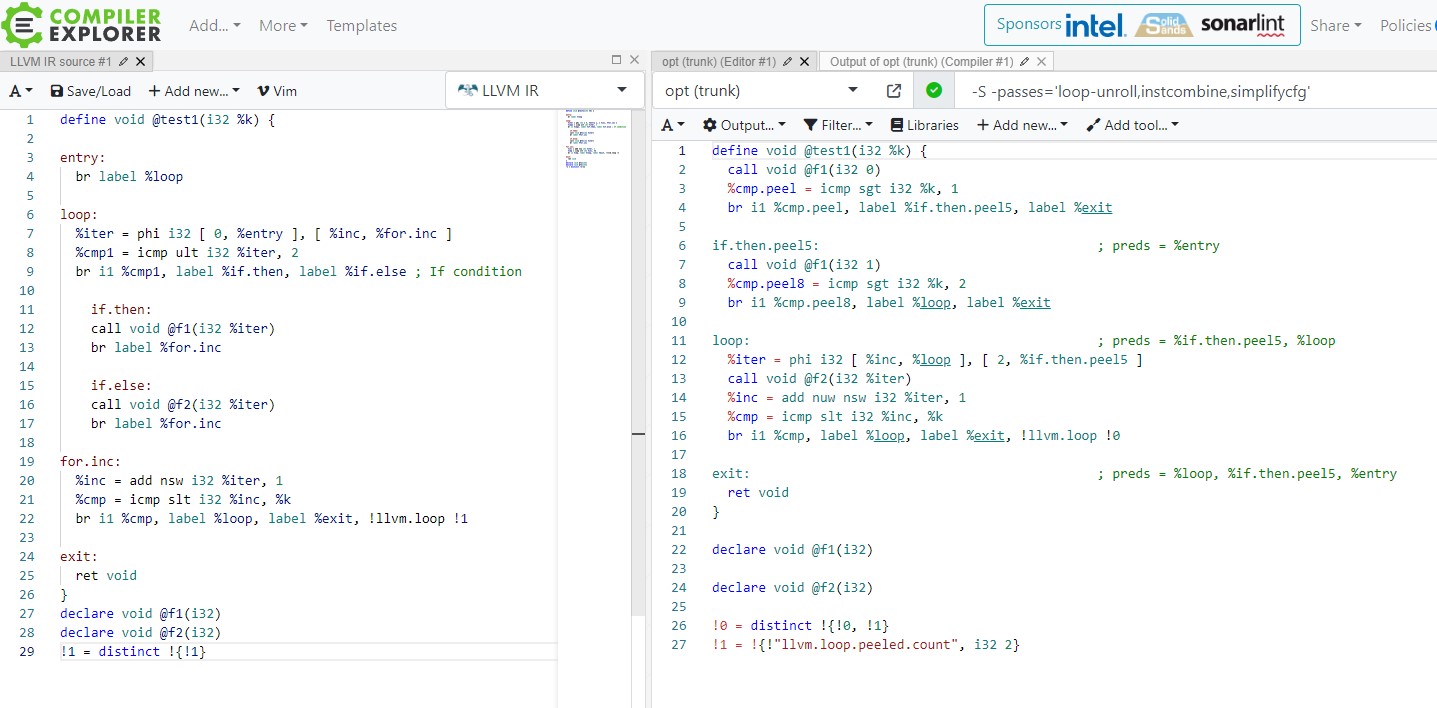 COMPILER
EXPLORER
Add...
More
Templates
Sponsors intel. Solid Sands sonarlint
Share
Policies
LLVM IR source #1
A
Save/Load
+ Add new...
Vim
LLVM IR
1 define void @test1(i32 %k) {
2
3 entry:
4 br label %loop
5
6 loop:
7 %iter = phi i32 [ 0, %entry ], [ %inc, %for.inc ]
8 %cmp1 = icmp ult i32 %iter, 2
9 br i1 %cmp1, label %if.then, label %if.else ; If condition
10
11 if.then:
12 call void @f1(i32 %iter)
13 br label %for.inc
14
15 if.else:
16 call void @f2(i32 %iter)
17 br label %for.inc
18
19 for.inc:
20 %inc = add nsw i32 %iter, 1
21 %cmp = icmp slt i32 %inc, %k
22 br i1 %cmp, label %loop, label %exit, !llvm.loop !1
23
24 exit:
25 ret void
26 }
27 declare void @f1(i32)
28 declare void @f2(i32)
29 !1 = distinct !{!1}
opt (trunk) (Editor #1)
Output of opt (trunk) (Compiler #1)
opt (trunk)
-S -passes='loop-unroll,instcombine,simplifycfg'
A
Output...
Filter...
Libraries
+ Add new...
Add tool...
1 define void @test1(i32 %k) {
2 call void @f1(i32 0)
3 %cmp.peel = icmp sgt i32 %k, 1
4 br i1 %cmp.peel, label %if.then.peel5, label %exit
5
6 if.then.peel5: ; preds = %entry
7 call void @f1(i32 1)
8 %cmp.peel8 = icmp sgt i32 %k, 2
9 br i1 %cmp.peel8, label %loop, label %exit
10
11 loop: ; preds = %if.then.peel5, %loop
12 %iter = phi i32 [ %inc, %loop ], [ 2, %if.then.peel5 ]
13 call void @f2(i32 %iter)
14 %inc = add nuw nsw i32 %iter, 1
15 %cmp = icmp slt i32 %inc, %k
16 br i1 %cmp, label %loop, label %exit, !llvm.loop !0
17
18 exit: ; preds = %loop, %if.then.peel5, %entry
19 ret void
20 }
21
22 declare void @f1(i32)
23
24 declare void @f2(i32)
25
26 !0 = distinct !{!0, !1}
27 !1 = !{!"llvm.loop.peeled.count", i32 2}